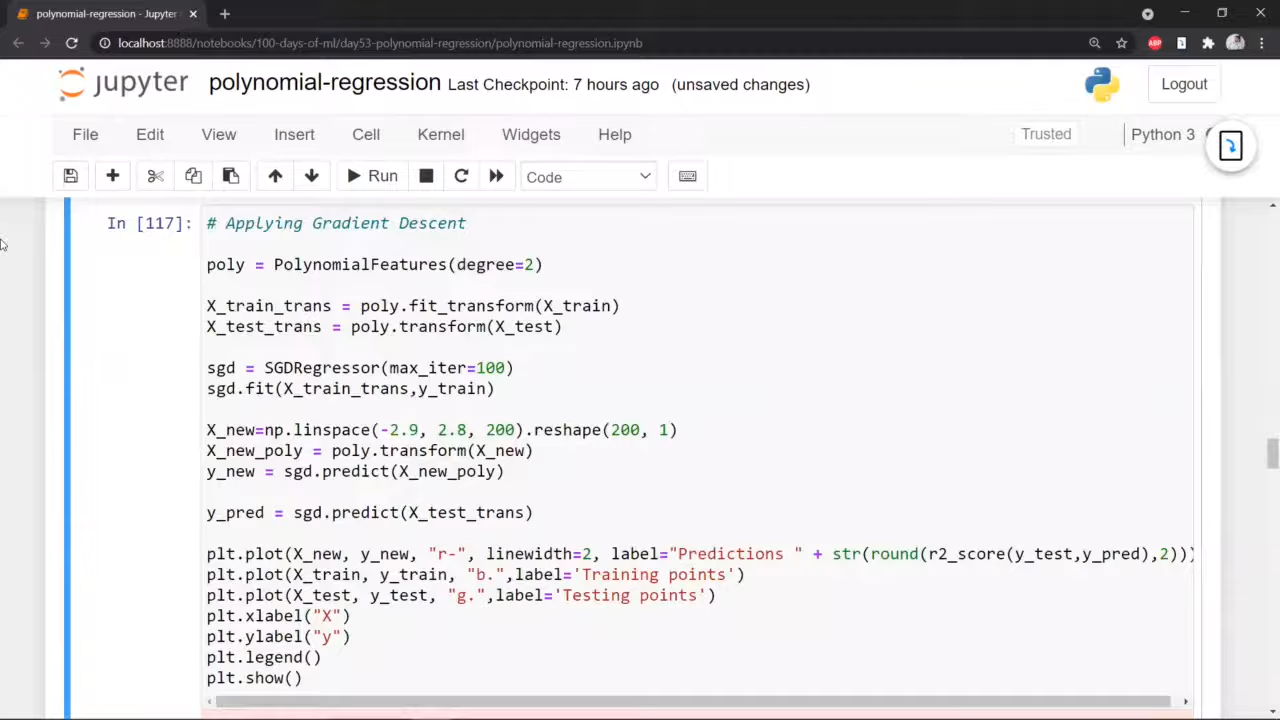 polynomial-regression - Jupyter
localhost:8888/notebooks/100-days-of-ml/day53-polynomial-regression/polynomial-regression.ipynb
ABP
jupyter polynomial-regression Last Checkpoint: 7 hours ago (unsaved changes)
Logout
File Edit View Insert Cell Kernel Widgets Help
Trusted
Python 3
Run
Code
In [117]: # Applying Gradient Descent
poly = PolynomialFeatures(degree=2)
X_train_trans = poly.fit_transform(X_train)
X_test_trans = poly.transform(X_test)
sgd = SGDRegressor(max_iter=100)
sgd.fit(X_train_trans,y_train)
X_new=np.linspace(-2.9, 2.8, 200).reshape(200, 1)
X_new_poly = poly.transform(X_new)
y_new = sgd.predict(X_new_poly)
y_pred = sgd.predict(X_test_trans)
plt.plot(X_new, y_new, "r-", linewidth=2, label="Predictions " + str(round(r2_score(y_test,y_pred),2)))
plt.plot(X_train, y_train, "b.",label='Training points')
plt.plot(X_test, y_test, "g.",label='Testing points')
plt.xlabel("X")
plt.ylabel("y")
plt.legend()
plt.show()